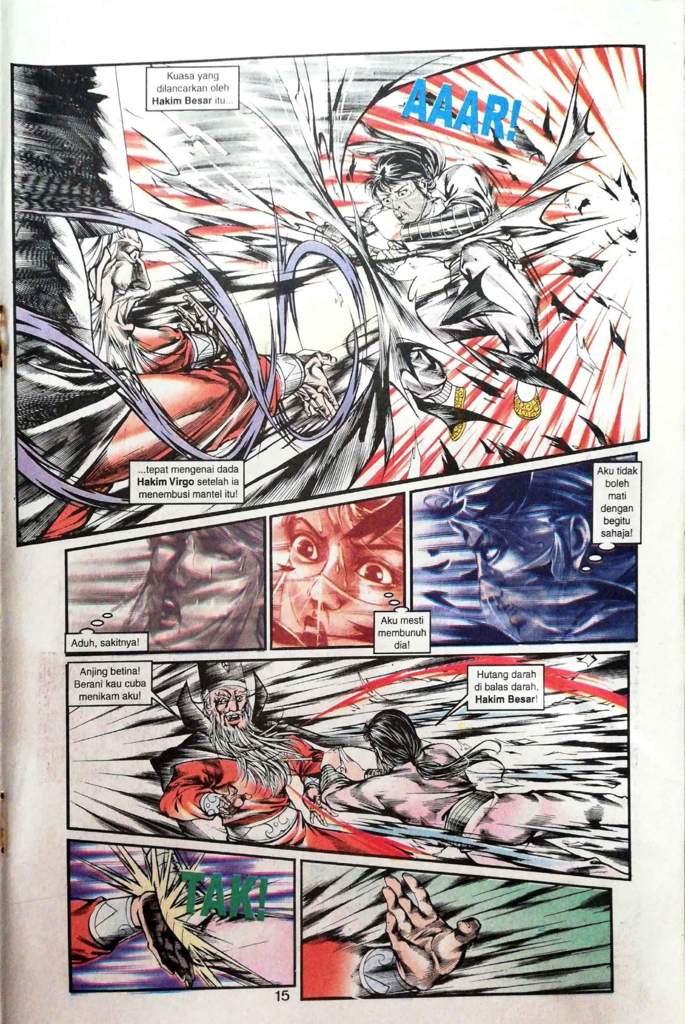 Kuasa yang
dilancarkan oleh
Hakim Besar itu...
AAAR!
...tepat mengenai dada
Hakim Virgo setelah ia
menembusi mantel itu!
Aduh, sakitnya!
Aku mesti
membunuh
dia!
Aku tidak
boleh
mati
dengan
begitu
sahaja!
Anjing betina!
Berani kau cuba
menikam aku!
Hutang darah
di balas darah,
Hakim Besar!
TAK!
15